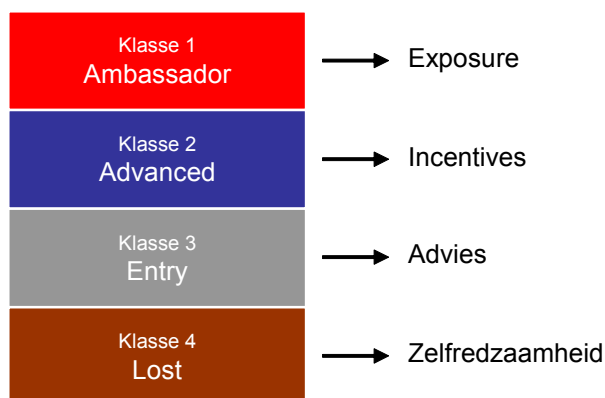 Klasse 1
Ambassador
Exposure
Klasse 2
Advanced
Incentives
Klasse 3
Entry
Advies
Klasse 4
Lost
Zelfredzaamheid